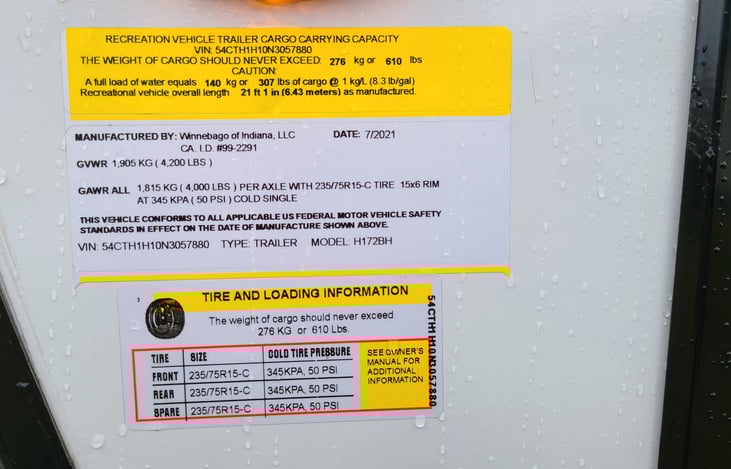 RECREATION VEHICLE TRAILER CARGO CARRYING CAPACITY
VIN: 54CTH1H10N3057880
THE WEIGHT OF CARGO SHOULD NEVER EXCEED: 276 kg or 610 lbs
CAUTION:
A full load of water equals 140 kg or 307 lbs of cargo @ 1 kg/L (8.3 lb/gal)
Recreational vehicle overall length 21 ft 1 in (6.43 meters) as manufactured.
MANUFACTURED BY: Winnebago of Indiana, LLC DATE: 7/2021
CA. I.D. #99-2291
GVWR 1,905 KG ( 4,200 LBS )
GAWR ALL 1,815 KG ( 4,000 LBS ) PER AXLE WITH 235/75R15-C TIRE 15x6 RIM
AT 345 KPA ( 50 PSI ) COLD SINGLE
THIS VEHICLE CONFORMS TO ALL APPLICABLE US FEDERAL MOTOR VEHICLE SAFETY
STANDARDS IN EFFECT ON THE DATE OF MANUFACTURE SHOWN ABOVE.
VIN: 54CTH1H10N3057880 TYPE: TRAILER MODEL: H172BH
3
TIRE AND LOADING INFORMATION
The weight of cargo should never exceed
276 KG or 610 Lbs.
TIRE SIZE COLD TIRE PRESSURE
FRONT 235/75R15-C 345KPA, 50 PSI
REAR 235/75R15-C 345KPA, 50 PSI
SPARE 235/75R15-C 345KPA, 50 PSI
SEE OWNER'S
MANUAL FOR
ADDITIONAL
INFORMATION
54CTH1H10N3057880